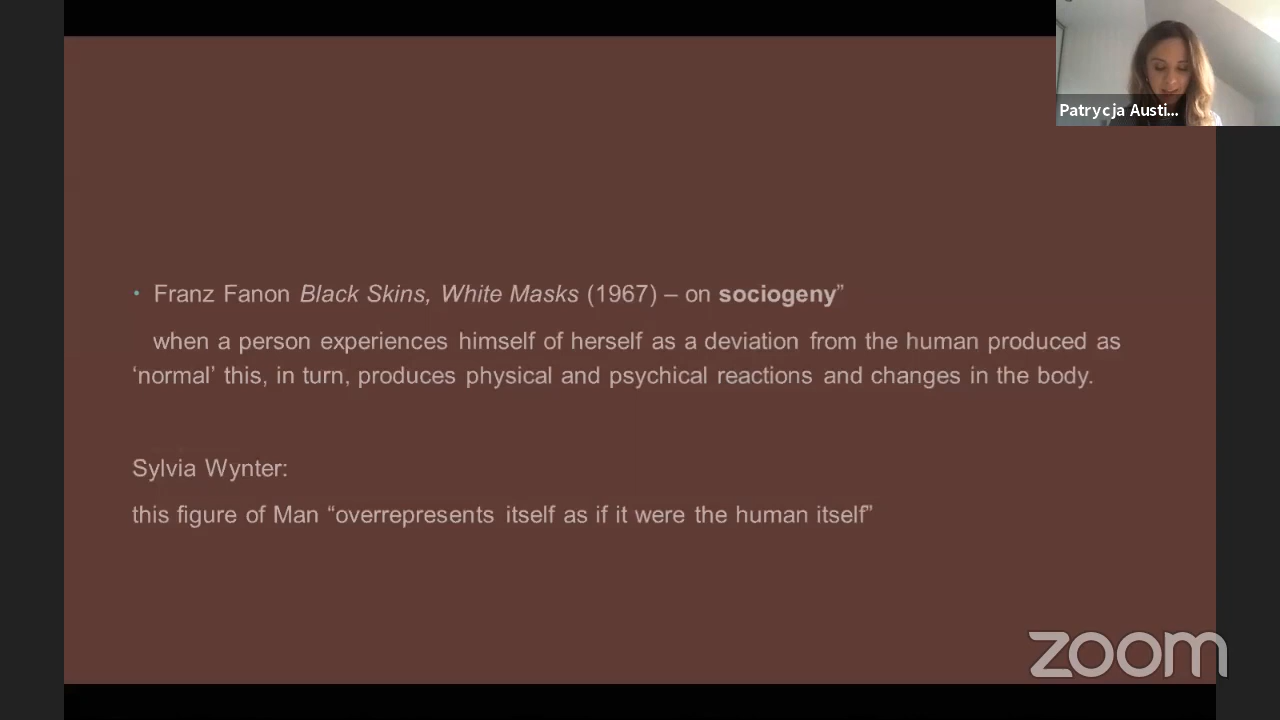 Patrycja Austi...
• Franz Fanon Black Skins, White Masks (1967) – on sociogeny”
when a person experiences himself of herself as a deviation from the human produced as
‘normal’ this, in turn, produces physical and psychical reactions and changes in the body.
Sylvia Wynter:
this figure of Man “overrepresents itself as if it were the human itself”
zoom